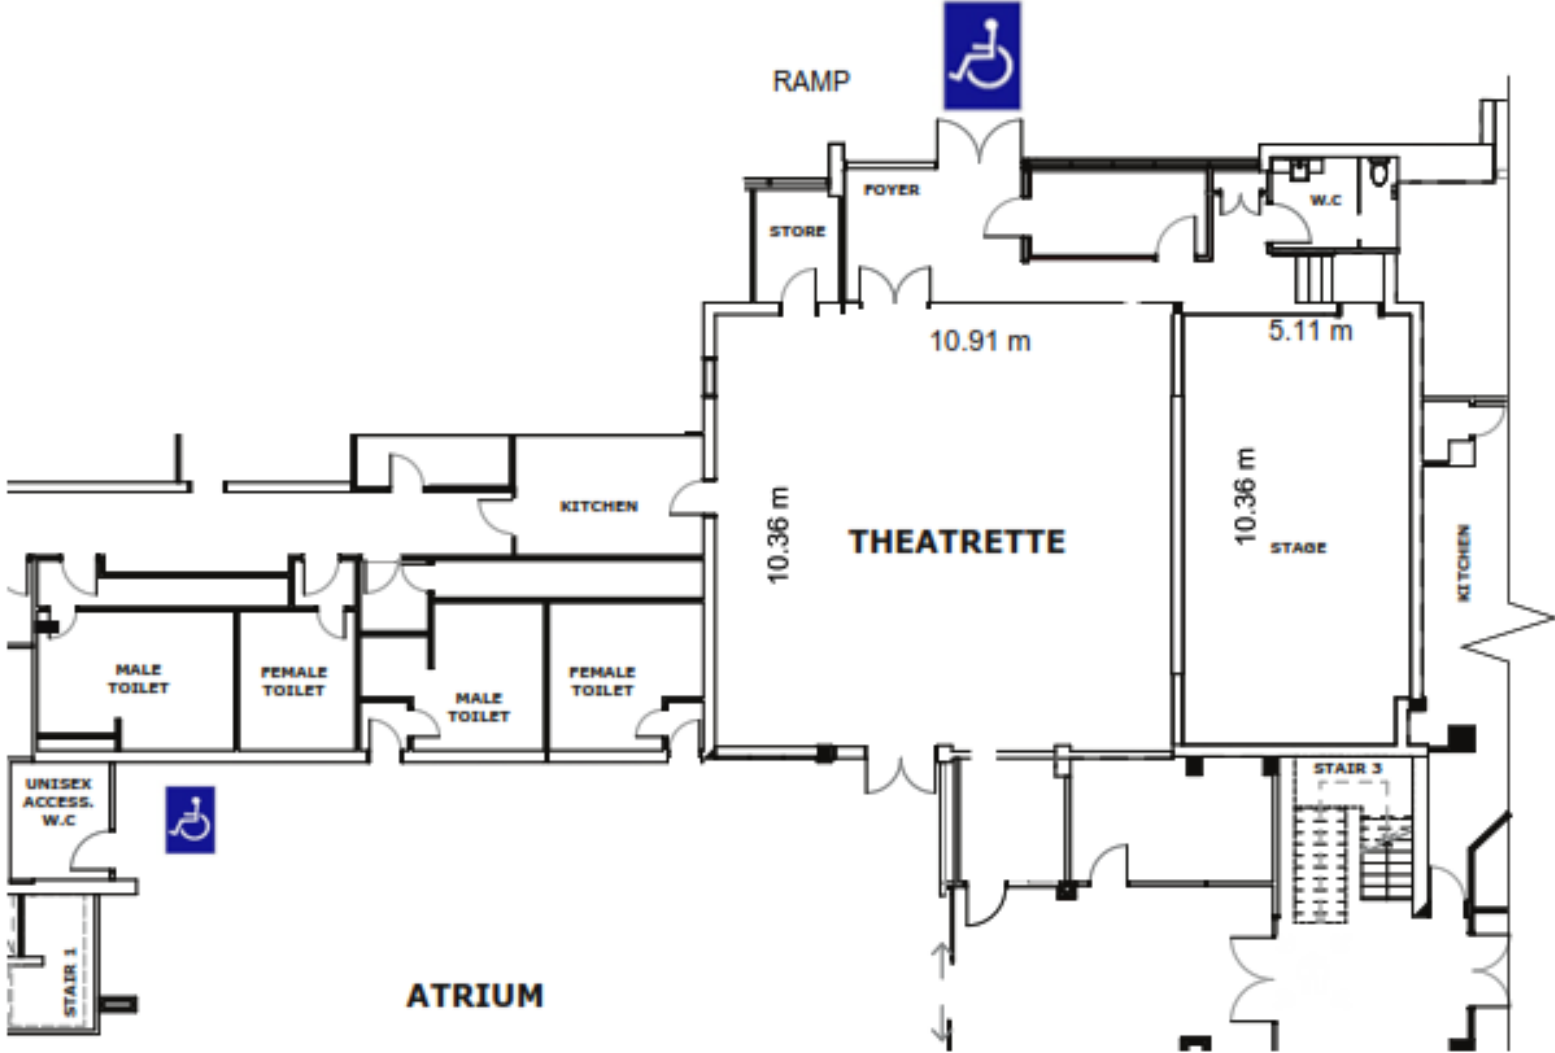 RAMP
FOYER
W.C
STORE
10.91 m
5.11 m
KITCHEN
10.36 m
THEATRETTE
10.36 m
STAGE
KITCHEN
MALE
TOILET
FEMALE
TOILET
MALE
TOILET
FEMALE
TOILET
UNISEX
ACCESS.
W.C
STAIR 3
STAIR 1
ATRIUM